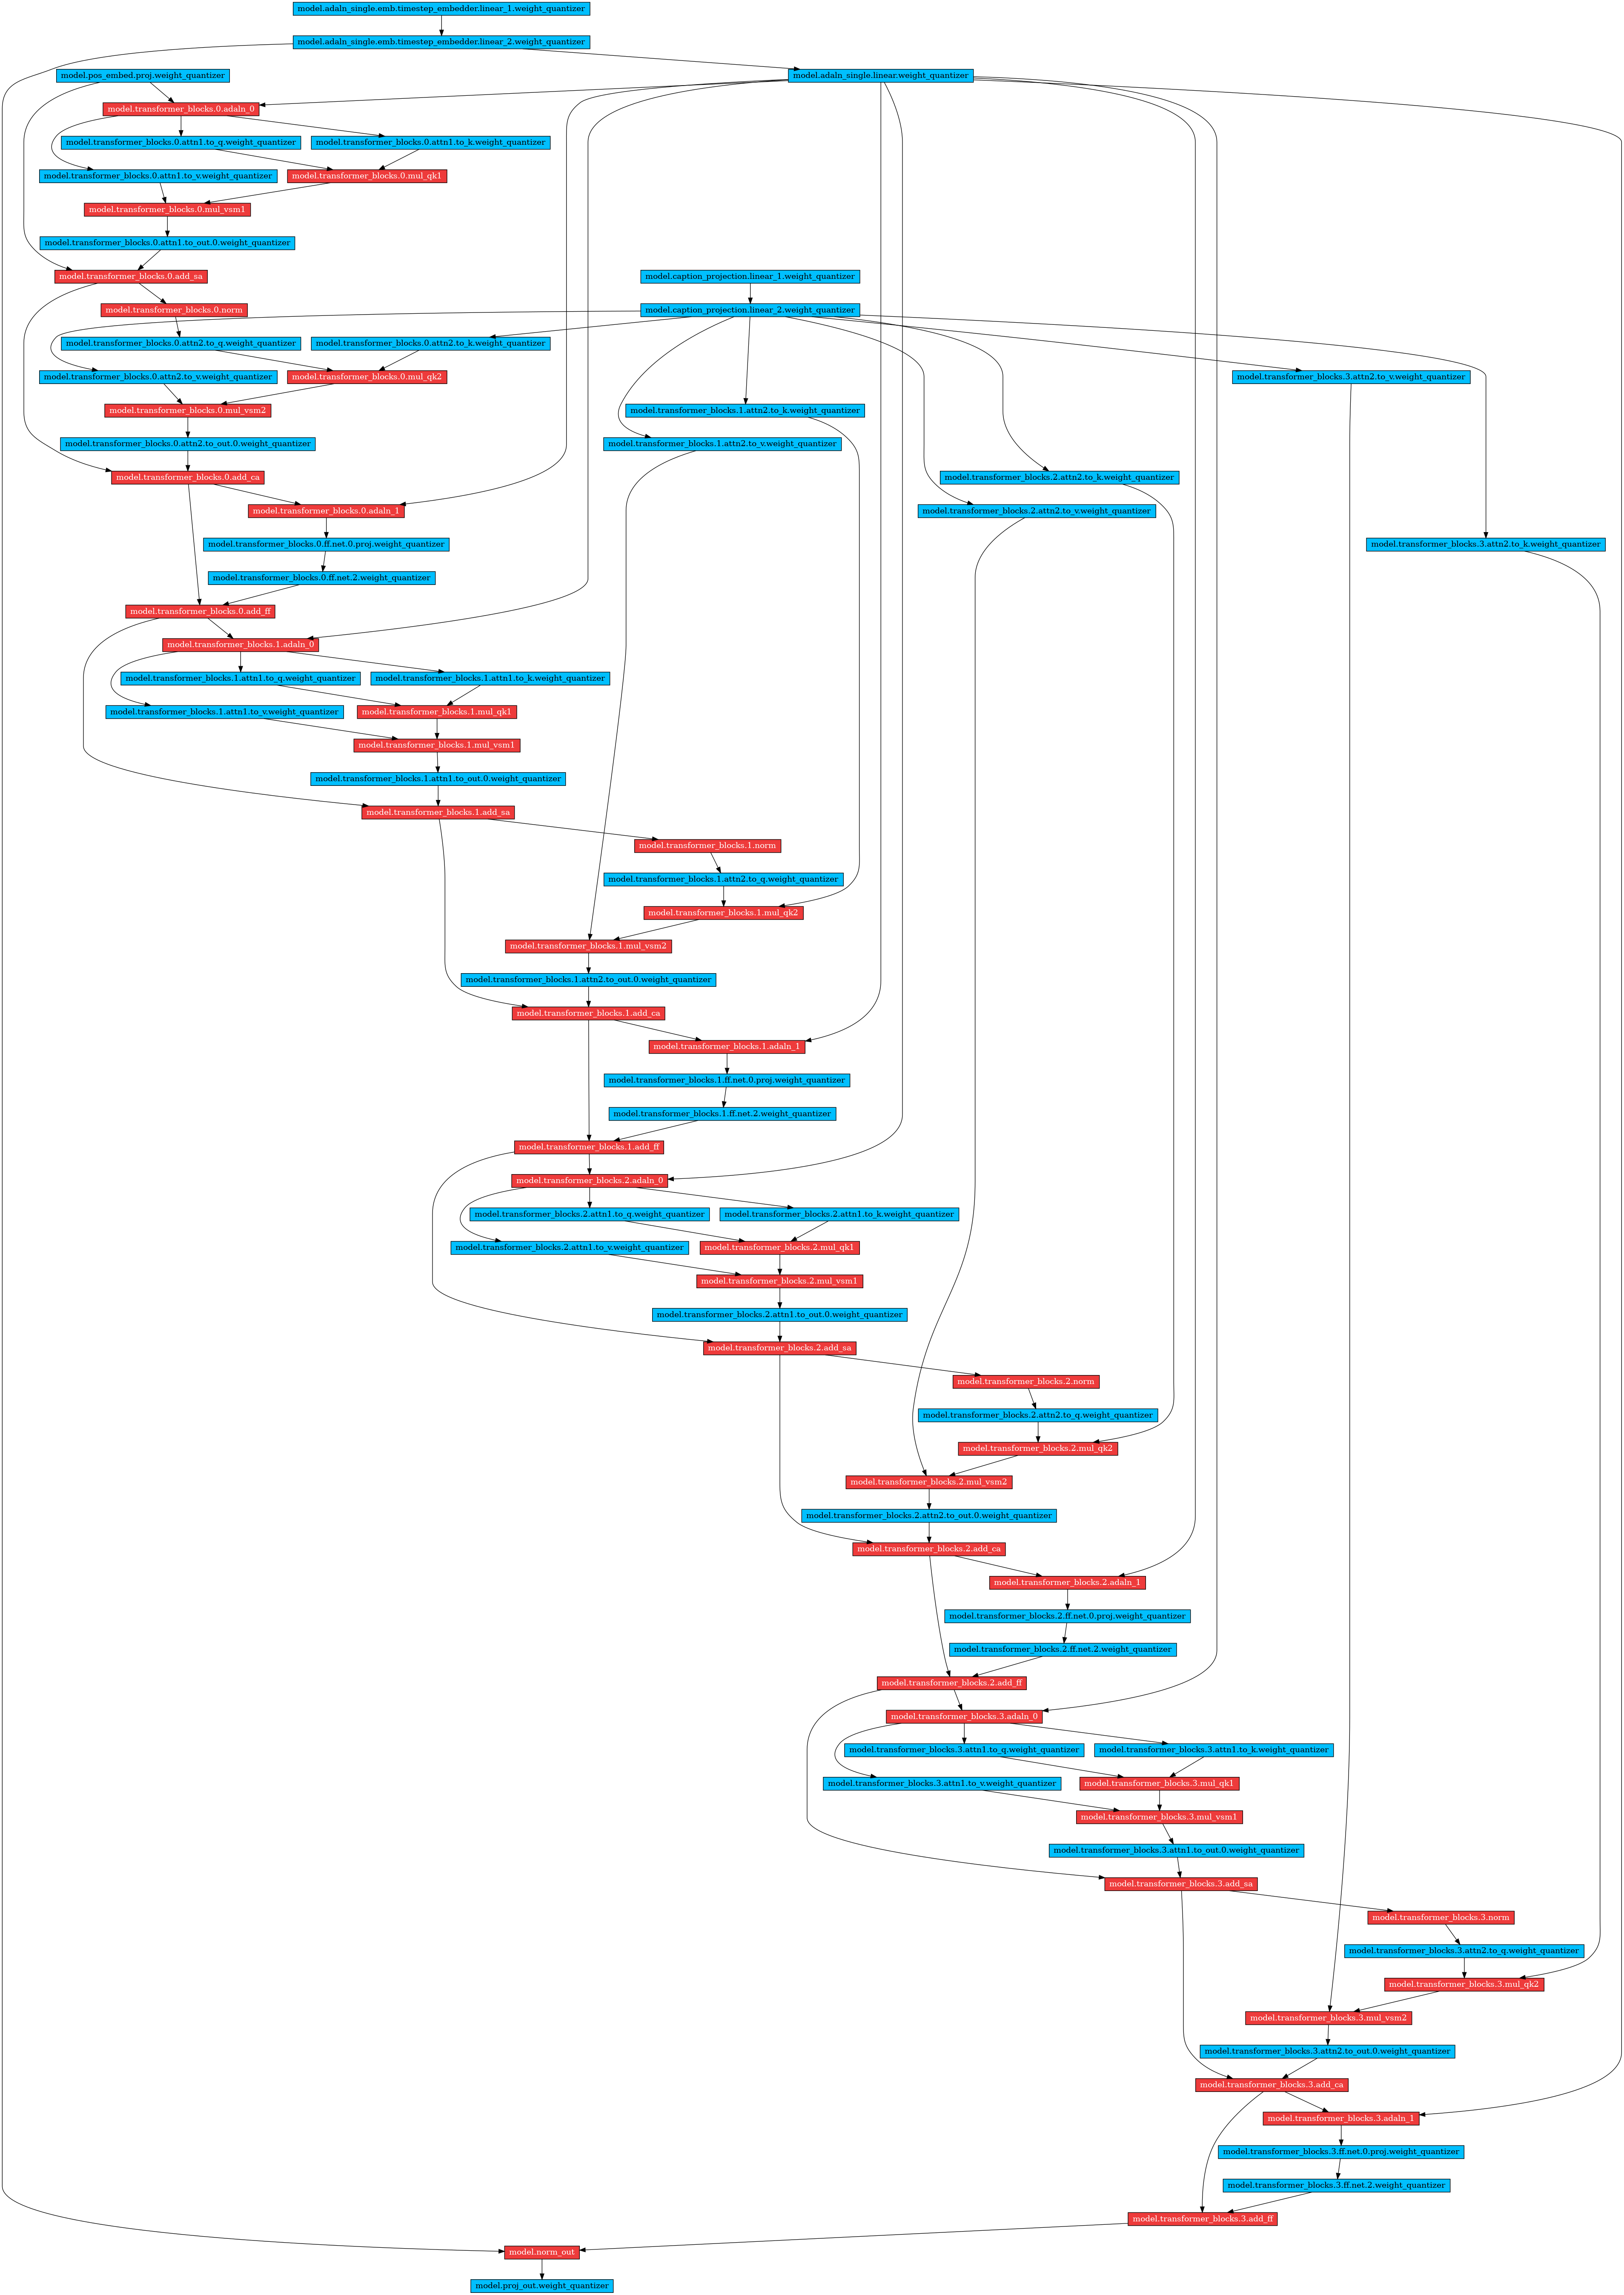 model.adaln_single.emb.timestep_embedder.linear_1.weight_quantizer
model.adaln_single.emb.timestep_embedder.linear_2.weight_quantizer
model.pos_embed.proj.weight_quantizer
model.adaln_single.linear.weight_quantizer
model.transformer_blocks.0.adaln_0
model.transformer_blocks.0.attn1.to_q.weight_quantizer
model.transformer_blocks.0.attn1.to_k.weight_quantizer
model.transformer_blocks.0.attn1.to_v.weight_quantizer
model.transformer_blocks.0.mul_qk1
model.transformer_blocks.0.mul_vsm1
model.transformer_blocks.0.attn1.to_out.0.weight_quantizer
model.transformer_blocks.0.add_sa
model.caption_projection.linear_1.weight_quantizer
model.transformer_blocks.0.norm
model.caption_projection.linear_2.weight_quantizer
model.transformer_blocks.0.attn2.to_q.weight_quantizer
model.transformer_blocks.0.attn2.to_k.weight_quantizer
model.transformer_blocks.0.attn2.to_v.weight_quantizer
model.transformer_blocks.0.mul_qk2
model.transformer_blocks.3.attn2.to_v.weight_quantizer
model.transformer_blocks.0.mul_vsm2
model.transformer_blocks.1.attn2.to_k.weight_quantizer
model.transformer_blocks.0.attn2.to_out.0.weight_quantizer
model.transformer_blocks.1.attn2.to_v.weight_quantizer
model.transformer_blocks.0.add_ca
model.transformer_blocks.2.attn2.to_k.weight_quantizer
model.transformer_blocks.0.adaln_1
model.transformer_blocks.2.attn2.to_v.weight_quantizer
model.transformer_blocks.0.ff.net.0.proj.weight_quantizer
model.transformer_blocks.3.attn2.to_k.weight_quantizer
model.transformer_blocks.0.ff.net.2.weight_quantizer
model.transformer_blocks.0.add_ff
model.transformer_blocks.1.adaln_0
model.transformer_blocks.1.attn1.to_q.weight_quantizer
model.transformer_blocks.1.attn1.to_k.weight_quantizer
model.transformer_blocks.1.attn1.to_v.weight_quantizer
model.transformer_blocks.1.mul_qk1
model.transformer_blocks.1.mul_vsm1
model.transformer_blocks.1.attn1.to_out.0.weight_quantizer
model.transformer_blocks.1.add_sa
model.transformer_blocks.1.norm
model.transformer_blocks.1.attn2.to_q.weight_quantizer
model.transformer_blocks.1.mul_qk2
model.transformer_blocks.1.mul_vsm2
model.transformer_blocks.1.attn2.to_out.0.weight_quantizer
model.transformer_blocks.1.add_ca
model.transformer_blocks.1.adaln_1
model.transformer_blocks.1.ff.net.0.proj.weight_quantizer
model.transformer_blocks.1.ff.net.2.weight_quantizer
model.transformer_blocks.1.add_ff
model.transformer_blocks.2.adaln_0
model.transformer_blocks.2.attn1.to_q.weight_quantizer
model.transformer_blocks.2.attn1.to_k.weight_quantizer
model.transformer_blocks.2.attn1.to_v.weight_quantizer
model.transformer_blocks.2.mul_qk1
model.transformer_blocks.2.mul_vsm1
model.transformer_blocks.2.attn1.to_out.0.weight_quantizer
model.transformer_blocks.2.add_sa
model.transformer_blocks.2.norm
model.transformer_blocks.2.attn2.to_q.weight_quantizer
model.transformer_blocks.2.mul_qk2
model.transformer_blocks.2.mul_vsm2
model.transformer_blocks.2.attn2.to_out.0.weight_quantizer
model.transformer_blocks.2.add_ca
model.transformer_blocks.2.adaln_1
model.transformer_blocks.2.ff.net.0.proj.weight_quantizer
model.transformer_blocks.2.ff.net.2.weight_quantizer
model.transformer_blocks.2.add_ff
model.transformer_blocks.3.adaln_0
model.transformer_blocks.3.attn1.to_q.weight_quantizer
model.transformer_blocks.3.attn1.to_k.weight_quantizer
model.transformer_blocks.3.attn1.to_v.weight_quantizer
model.transformer_blocks.3.mul_qk1
model.transformer_blocks.3.mul_vsm1
model.transformer_blocks.3.attn1.to_out.0.weight_quantizer
model.transformer_blocks.3.add_sa
model.transformer_blocks.3.norm
model.transformer_blocks.3.attn2.to_q.weight_quantizer
model.transformer_blocks.3.mul_qk2
model.transformer_blocks.3.mul_vsm2
model.transformer_blocks.3.attn2.to_out.0.weight_quantizer
model.transformer_blocks.3.add_ca
model.transformer_blocks.3.adaln_1
model.transformer_blocks.3.ff.net.0.proj.weight_quantizer
model.transformer_blocks.3.ff.net.2.weight_quantizer
model.transformer_blocks.3.add_ff
model.norm_out
model.proj_out.weight_quantizer